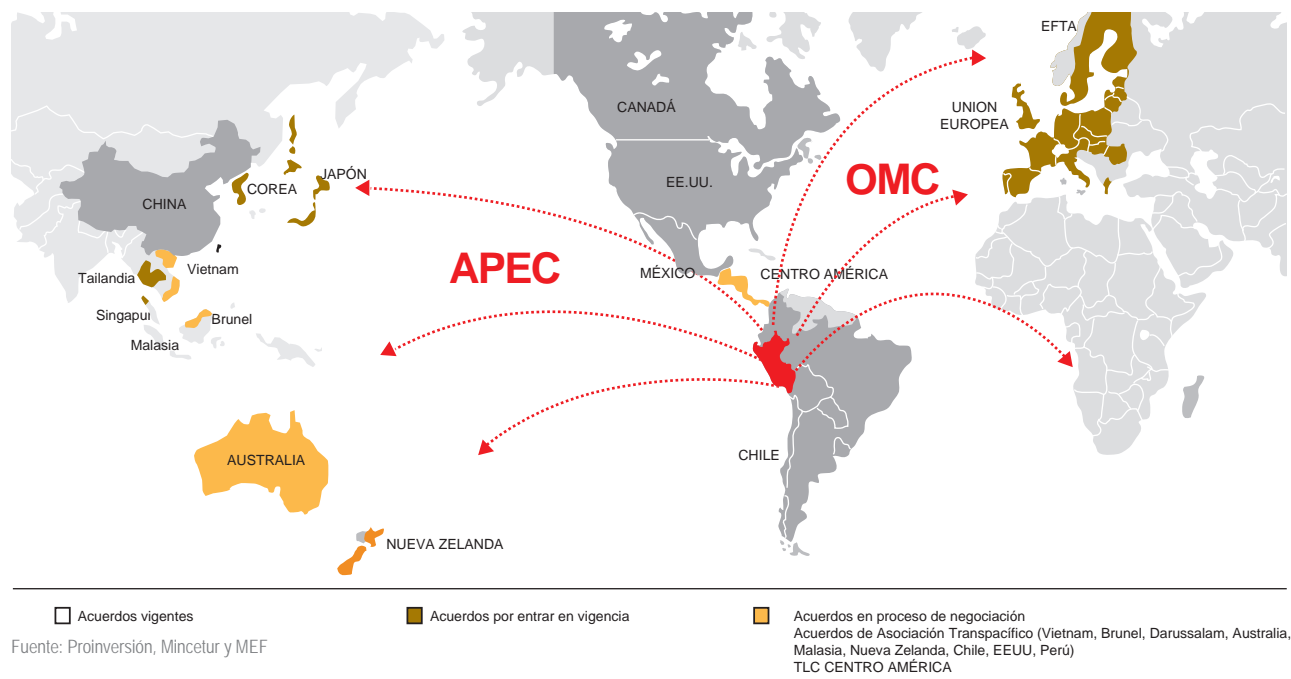 EFTA
CANADÁ
UNION
EUROPEA
JAPÓN
COREA
EE.UU.
OMC
CHINA
APEC
Vietnam
Tailandia
MÉXICO
CENTRO AMÉRICA
Singapur
Brunel
Malasia
CHILE
AUSTRALIA
NUEVA ZELANDA
Acuerdos vigentes
Acuerdos por entrar en vigencia
Acuerdos en proceso de negociación
Acuerdos de Asociación Transpacífico (Vietnam, Brunel, Darussalam, Australia,
Malasia, Nueva Zelanda, Chile, EEUU, Perú)
TLC CENTRO AMÉRICA
Fuente: Proinversión, Mincetur y MEF